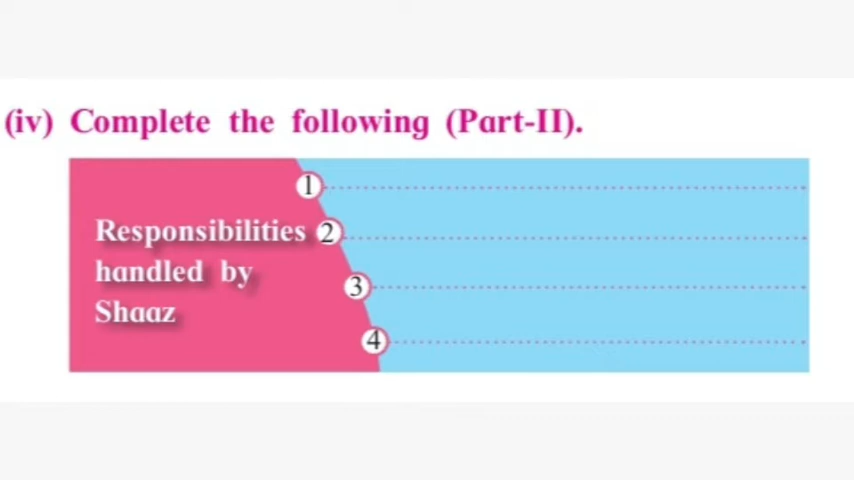 (iv) Complete the following (Part-II).
1
Responsibilities 2
handled by
3
Shaaz
4